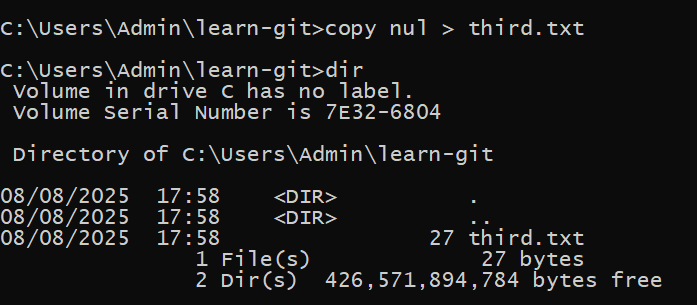 C:\Users\Admin\learn-git>copy nul > third.txt
C:\Users\Admin\learn-git>dir
Volume in drive C has no label.
Volume Serial Number is 7E32-6804
Directory of C:\Users\Admin\learn-git
08/08/2025  17:58    <DIR>          .
08/08/2025  17:58    <DIR>          ..
08/08/2025  17:58                27 third.txt
1 File(s)             27 bytes
2 Dir(s)  426,571,894,784 bytes free